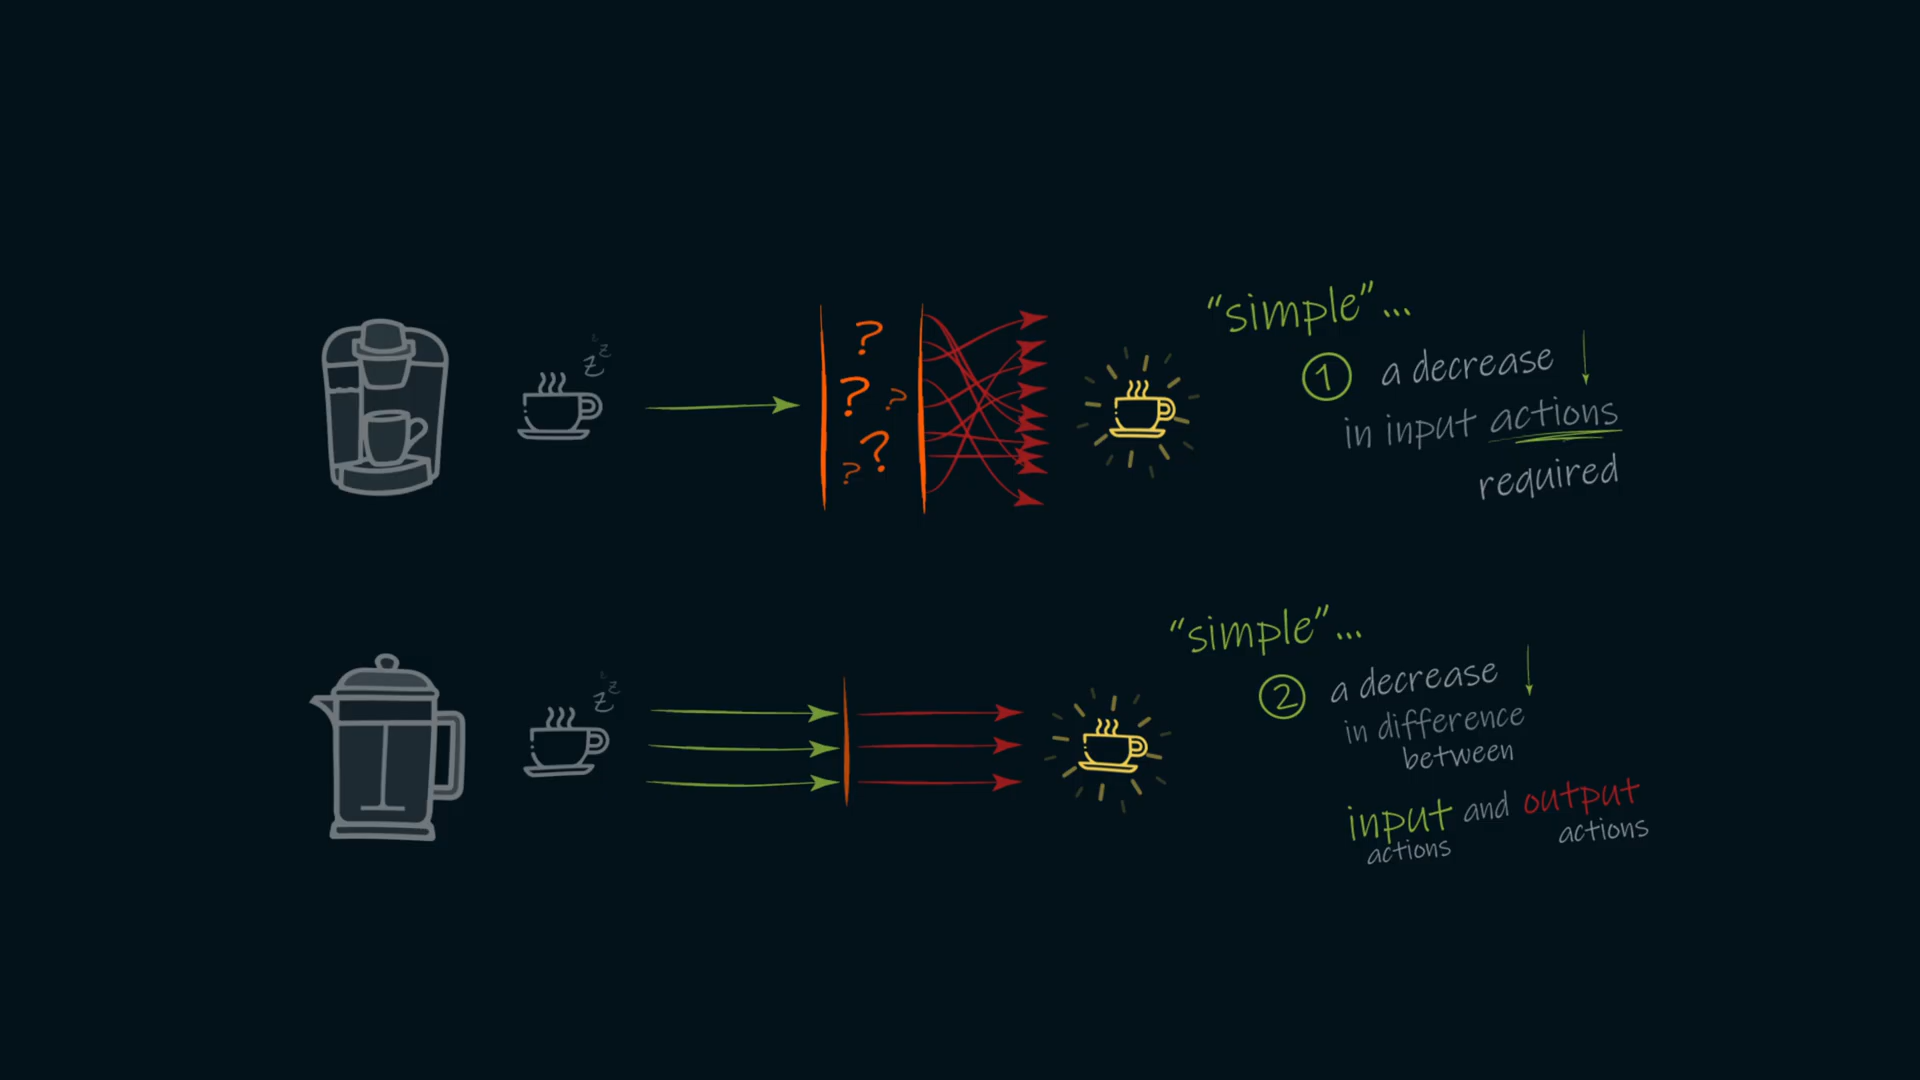 z z z
? ? ? ? ?
"simple"...
1 a decrease
in input actions
required
z z z
"simple"...
2 a decrease
in difference
between
input and output
actions actions